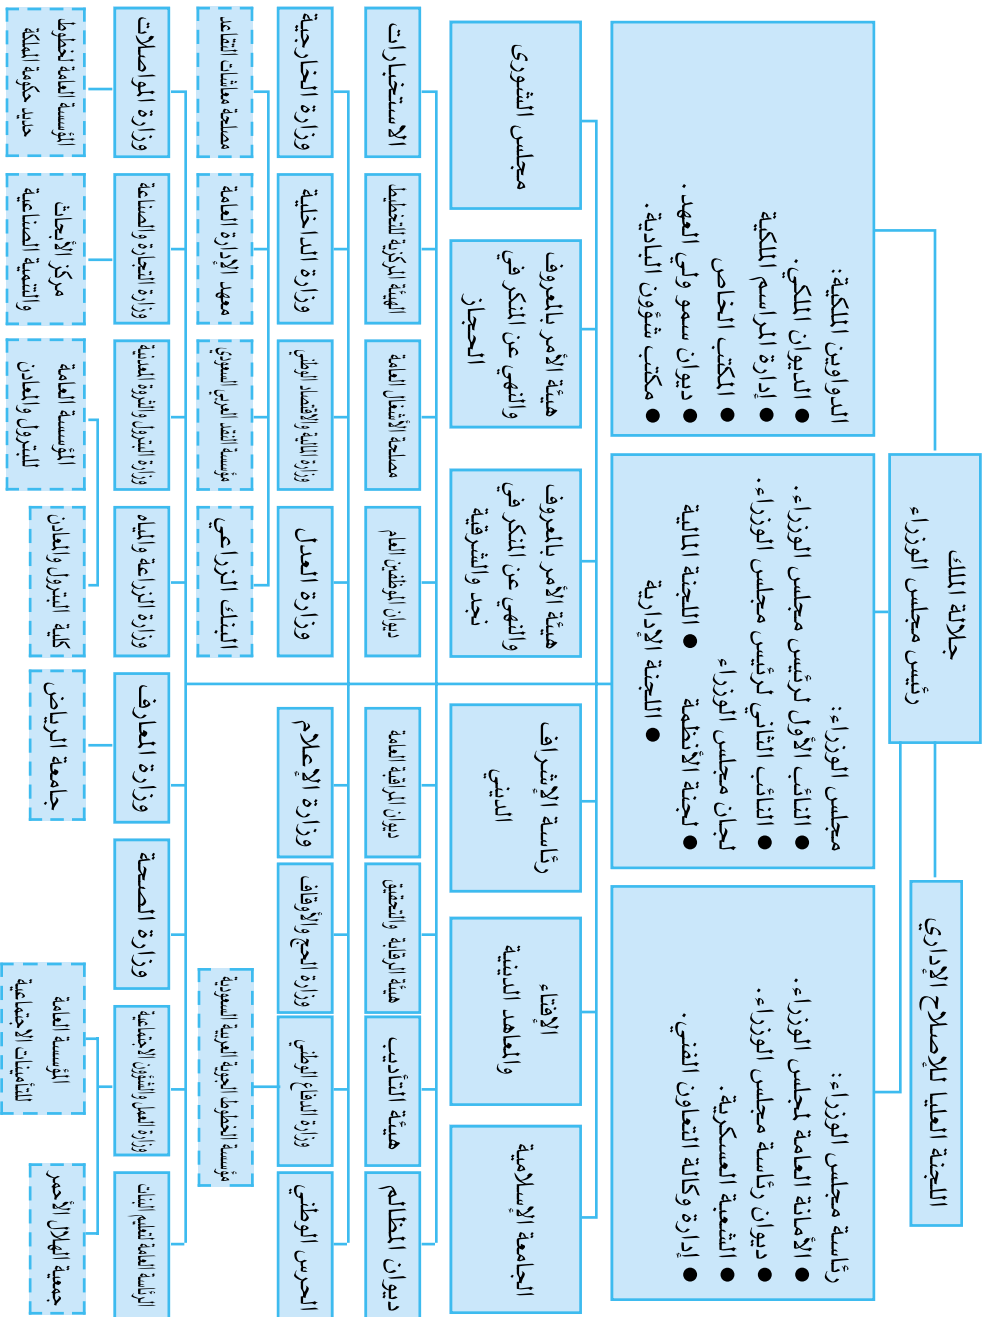 جلالة الملك
رئيس مجلس الوزراء
اللجنة العليا للإصلاح الإداري
رئاسة مجلس الوزراء:
● الأمانة العامة لمجلس الوزراء.
● ديوان رئاسة مجلس الوزراء.
● الشعبة العسكرية.
● إدارة وكالة التعاون الفني.
مجلس الوزراء:
● النائب الأول لرئيس مجلس الوزراء.
● النائب الثاني لرئيس مجلس الوزراء.
لجان مجلس الوزراء
● لجنة الأنظمة ● اللجنة المالية
● اللجنة الإدارية
الدواوين الملكية:
● الديوان الملكي.
● إدارة المراسم الملكية
● المكتب الخاص
● ديوان سمو ولي العهد.
● مكتب شؤون البادية.
الجامعة الإسلامية
الإفتاء
والمعاهد الدينية
رئاسة الإشراف
الديني
هيئة الأمر بالمعروف
والنهي عن المنكر في
نجد والشرقية
هيئة الأمر بالمعروف
والنهي عن المنكر في
الحجاز
مجلس الشورى
ديوان المظالم
هيئة التأديب
هيئة الرقابة والتحقيق
ديوان المراقبة العامة
ديوان الموظفين العام
مصلحة الأشغال العامة
الهيئة المركزية للتخطيط
الاستخبارات
الحرس الوطني
وزارة الدفاع الوطني
وزارة الحج والأوقاف
وزارة الإعلام
وزارة العدل
وزارة المالية والاقتصاد الوطني
وزارة الداخلية
وزارة الخارجية
مؤسسة الخطوط الجوية العربية السعودية
البنك الزراعي
مؤسسة النقد العربي السعودي
معهد الإدارة العامة
مصلحة معاشات التقاعد
الرئاسة العامة لتعليم البنات
وزارة العمل والشؤون الاجتماعية
وزارة الصحة
وزارة المعارف
وزارة الزراعة والمياه
وزارة البترول والثروة المعدنية
وزارة التجارة والصناعة
وزارة المواصلات
جمعية الهلال الأحمر
المؤسسة العامة
للتأمينات الاجتماعية
جامعة الرياض
كلية البترول والمعادن
المؤسسة العامة
للبترول والمعادن
مركز الأبحاث
والتنمية الصناعية
المؤسسة العامة لخطوط
حديد حكومة المملكة